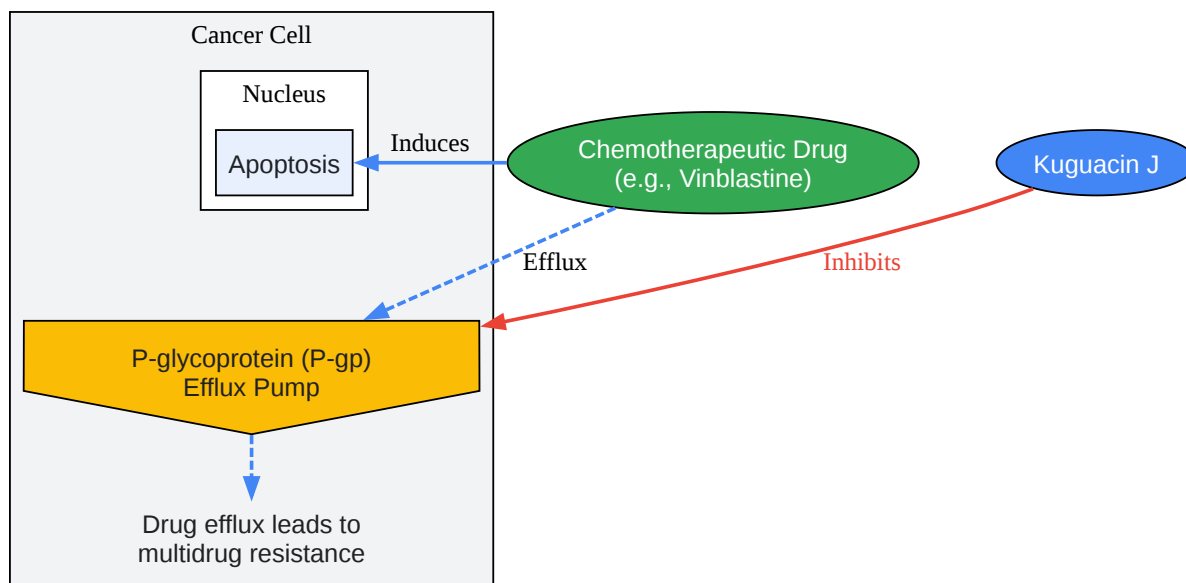 Cancer Cell
Nucleus
Apoptosis
Induces
Chemotherapeutic Drug
(e.g., Vinblastine)
Kuguacin J
Efflux
Inhibits
P-glycoprotein (P-gp)
Efflux Pump
Drug efflux leads to
multidrug resistance